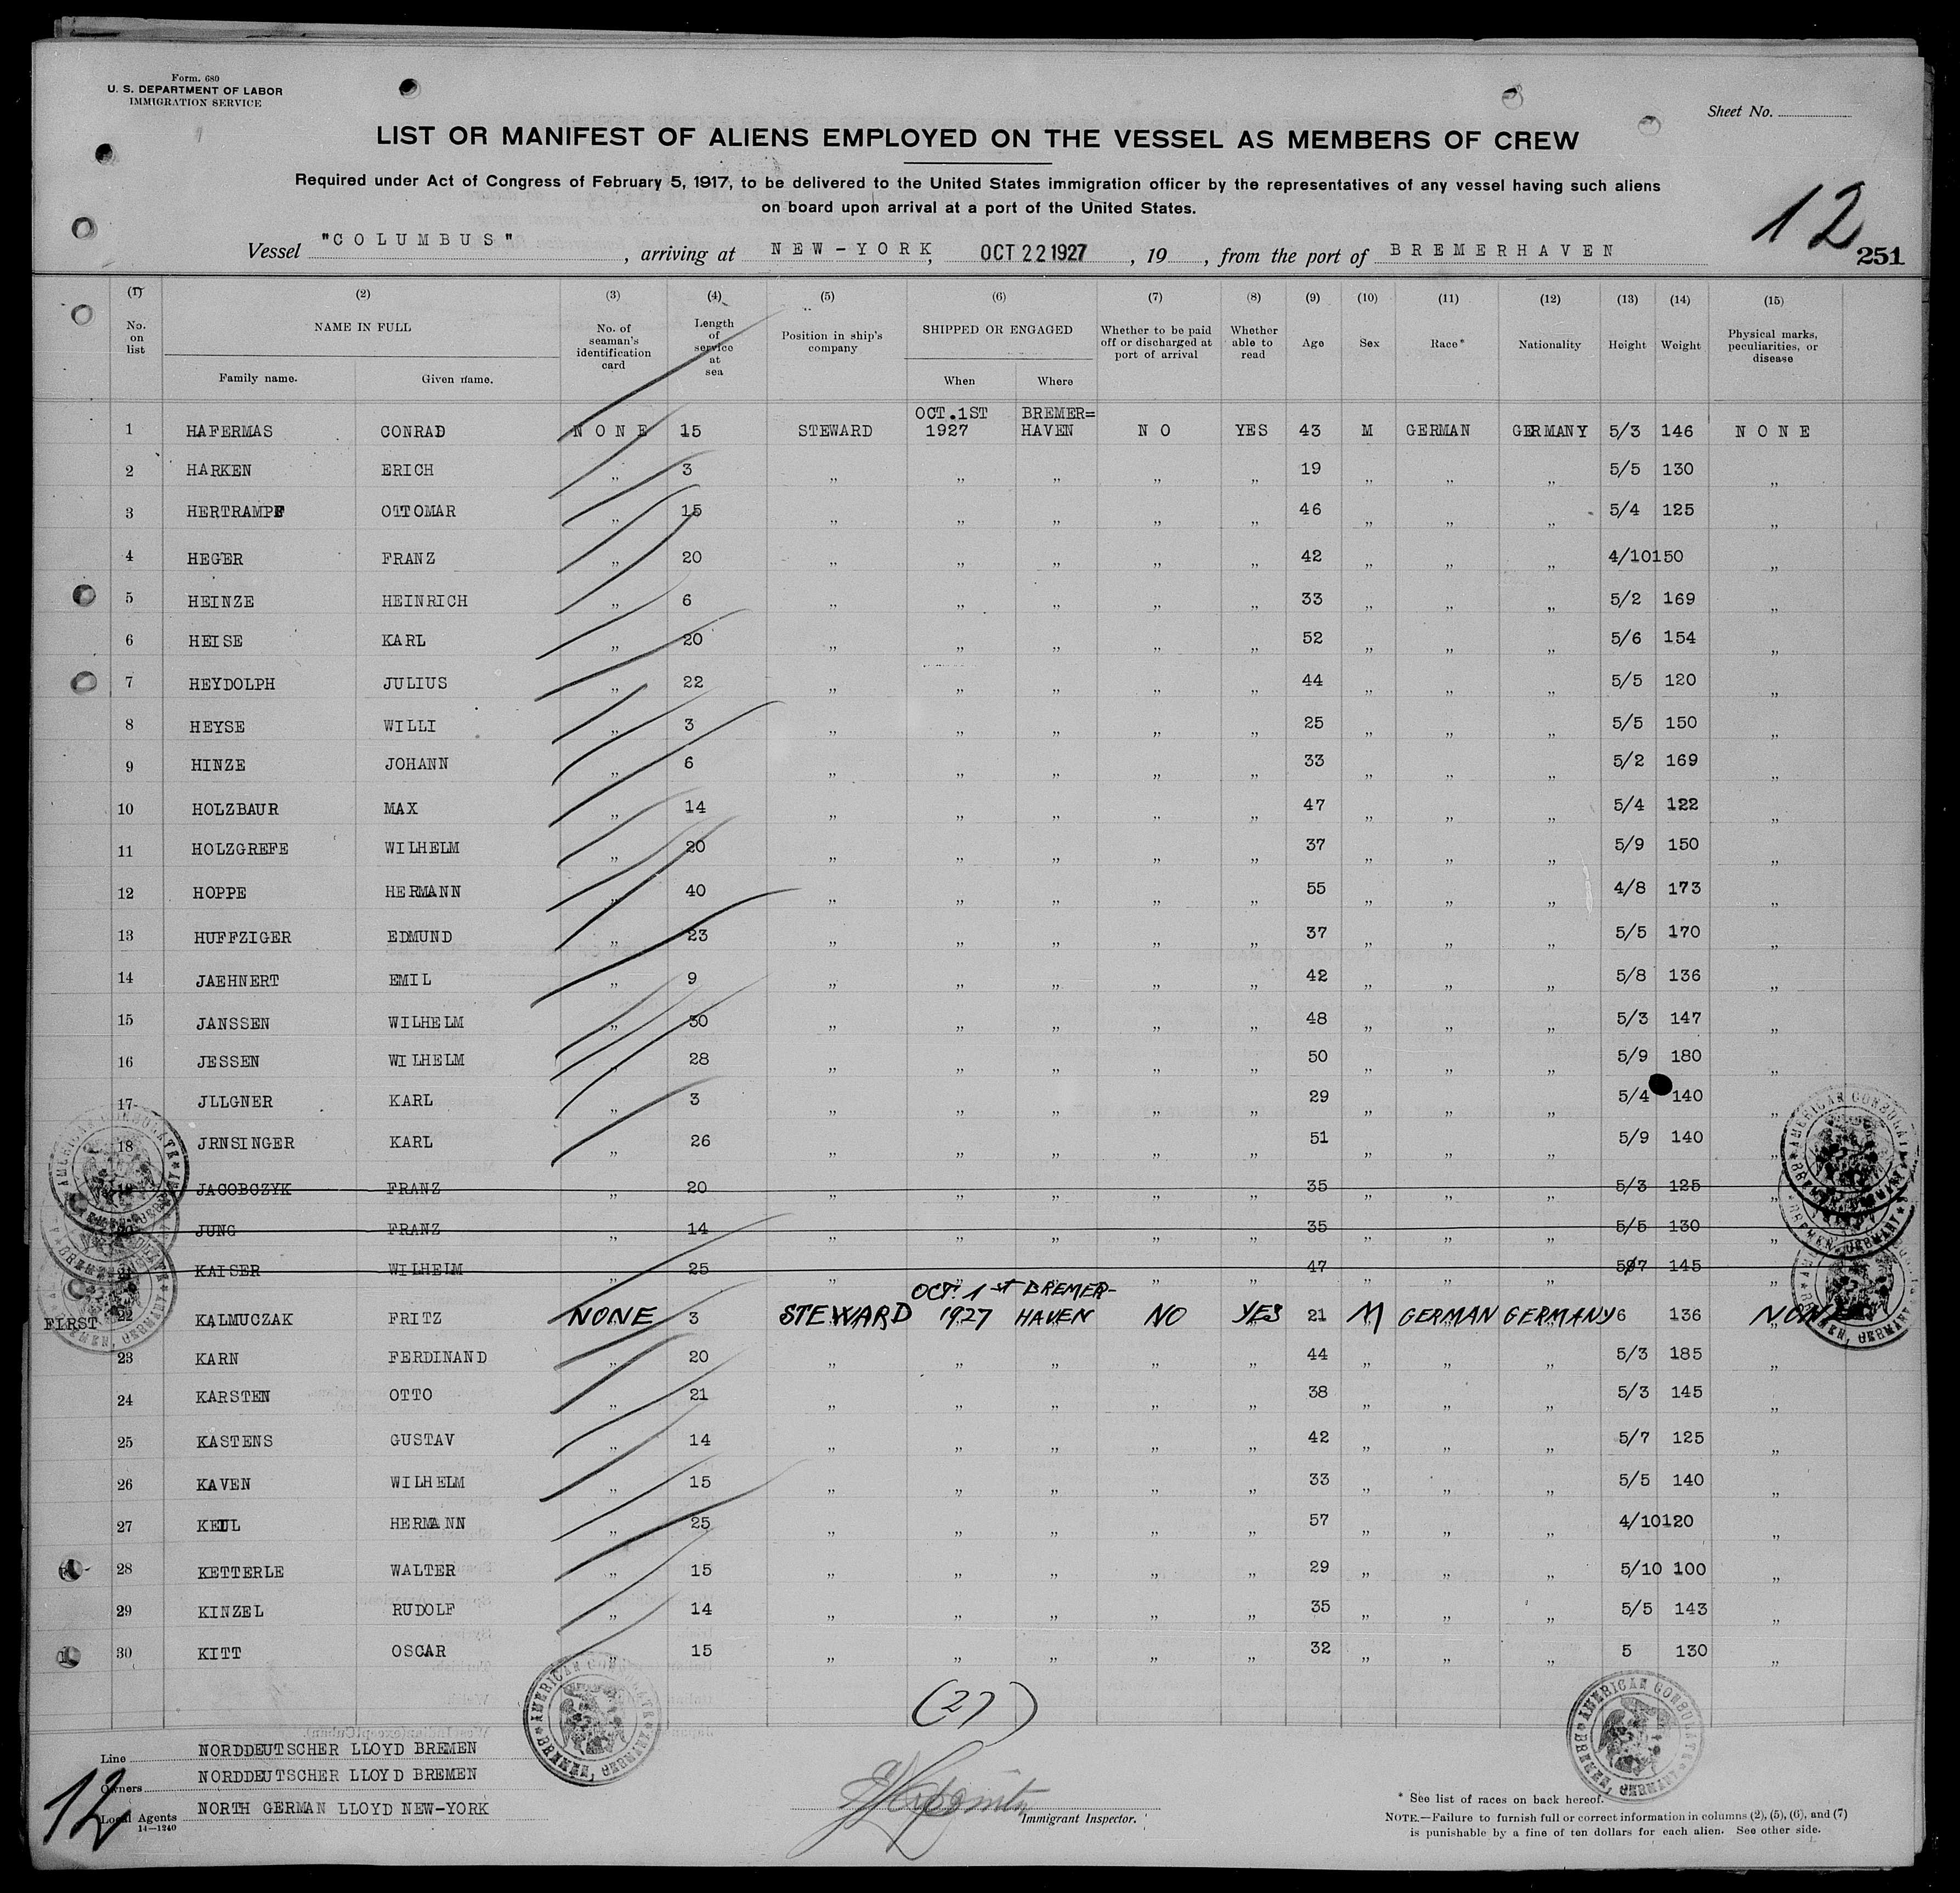 Form. 680
U. S. DEPARTMENT OF LABOR
IMMIGRATION SERVICE
Sheet No.
LIST OR MANIFEST OF ALIENS EMPLOYED ON THE VESSEL AS MEMBERS OF CREW
Required under Act of Congress of February 5, 1917, to be delivered to the United States immigration officer by the representatives of any vessel having such aliens
on board upon arrival at a port of the United States.
12
Vessel "COLUMBUS", arriving at NEW-YORK, OCT 22 1927, 19 , from the port of BREMERHAVEN
251
(1) (2) (3) (4) (5) (6) (7) (8) (9) (10) (11) (12) (13) (14) (15)
No. on list NAME IN FULL Family name. Given name. No. of seaman's identification card Length of service at sea Position in ship's company SHIPPED OR ENGAGED When Where Whether to be paid off or discharged at port of arrival Whether able to read Age Sex Race* Nationality Height Weight Physical marks, peculiarities, or disease
1 HAFERMAS CONRAD NONE 15 STEWARD OCT.1ST 1927 BREMER= HAVEN NO YES 43 M GERMAN GERMANY 5/3 146 NONE
2 HARKEN ERICH „ 3 „ „ „ „ „ 19 „ „ „ 5/5 130 „
3 HERTRAMPF OTTOMAR „ 15 „ „ „ „ „ 46 „ „ „ 5/4 125 „
4 HEGER FRANZ „ 20 „ „ „ „ „ 42 „ „ „ 4/10 150 „
5 HEINZE HEINRICH „ 6 „ „ „ „ „ 33 „ „ „ 5/2 169 „
6 HEISE KARL „ 20 „ „ „ „ „ 52 „ „ „ 5/6 154 „
7 HEYDOLPH JULIUS „ 22 „ „ „ „ „ 44 „ „ „ 5/5 120 „
8 HEYSE WILLI „ 3 „ „ „ „ „ 25 „ „ „ 5/5 150 „
9 HINZE JOHANN „ 6 „ „ „ „ „ 33 „ „ „ 5/2 169 „
10 HOLZBAUR MAX „ 14 „ „ „ „ „ 47 „ „ „ 5/4 122 „
11 HOLZGREFE WILHELM „ 20 „ „ „ „ „ 37 „ „ „ 5/9 150 „
12 HOPPE HERMANN „ 40 „ „ „ „ „ 55 „ „ „ 4/8 173 „
13 HUFFZIGER EDMUND „ 23 „ „ „ „ „ 37 „ „ „ 5/5 170 „
14 JAEHNERT EMIL „ 9 „ „ „ „ „ 42 „ „ „ 5/8 136 „
15 JANSSEN WILHELM „ 30 „ „ „ „ „ 48 „ „ „ 5/3 147 „
16 JESSEN WILHELM „ 28 „ „ „ „ „ 50 „ „ „ 5/9 180 „
17 JLLGNER KARL „ 3 „ „ „ „ „ 29 „ „ „ 5/4 140 „
18 JRNSINGER KARL „ 26 „ „ „ „ „ 51 „ „ „ 5/9 140 „
19 JACOBCZYK FRANZ „ 20 „ „ „ „ „ 35 „ „ „ 5/3 125 „
20 JUNG FRANZ „ 14 „ „ „ „ „ 35 „ „ „ 5/5 130 „
21 KAISER WILHELM „ 25 „ „ „ „ „ 47 „ „ „ 5/7 145 „
FIRST 22 KALMUCZAK FRITZ NONE 3 STEWARD OCT. 1st 1927 BREMER- HAVEN NO YES 21 M GERMAN GERMANY 6 136 NONE
23 KARN FERDINAND „ 20 „ „ „ „ „ 44 „ „ „ 5/3 185 „
24 KARSTEN OTTO „ 21 „ „ „ „ „ 38 „ „ „ 5/3 145 „
25 KASTENS GUSTAV „ 14 „ „ „ „ „ 42 „ „ „ 5/7 125 „
26 KAVEN WILHELM „ 15 „ „ „ „ „ 33 „ „ „ 5/5 140 „
27 HERMANN „ 25 „ „ „ „ „ 57 „ „ „ 4/10 120 „
28 KETTERLE WALTER „ 15 „ „ „ „ „ 29 „ „ „ 5/10 100 „
29 KINZEL RUDOLF „ 14 „ „ „ „ „ 35 „ „ „ 5/5 143 „
30 KITT OSCAR „ 15 „ „ „ „ „ 32 „ „ „ 5 130 „
(27)
AMERICAN CONSULATE BREMEN, GERMANY
AMERICAN CONSULATE BREMEN, GERMANY
Line NORDDEUTSCHER LLOYD BREMEN
Owners NORDDEUTSCHER LLOYD BREMEN
Local Agents NORTH GERMAN LLOYD NEW-YORK
14—1240
12
Immigrant Inspector.
* See list of races on back hereof.
NOTE.—Failure to furnish full or correct information in columns (2), (5), (6), and (7)
is punishable by a fine of ten dollars for each alien. See other side.